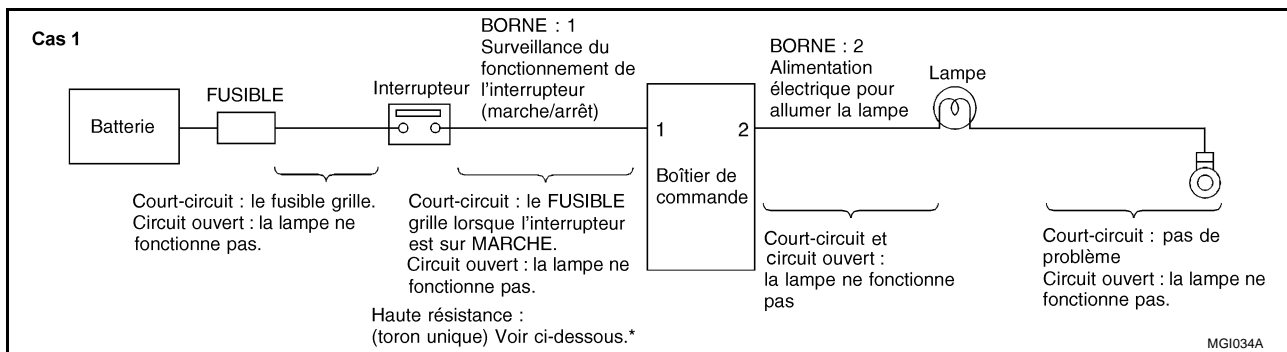 Cas 1
Batterie
FUSIBLE
Interrupteur
BORNE : 1
Surveillance du
fonctionnement de
l'interrupteur
(marche/arrêt)
1
2
Boîtier de
commande
BORNE : 2
Alimentation
électrique pour
allumer la lampe
Lampe
Court-circuit : le fusible grille.
Circuit ouvert : la lampe ne
fonctionne pas.
Court-circuit : le FUSIBLE
grille lorsque l'interrupteur
est sur MARCHE.
Circuit ouvert : la lampe ne
fonctionne pas.
Haute résistance :
(toron unique) Voir ci-dessous.*
Court-circuit et
circuit ouvert :
la lampe ne fonctionne
pas
Court-circuit : pas de
problème
Circuit ouvert : la lampe ne
fonctionne pas.
MGI034A